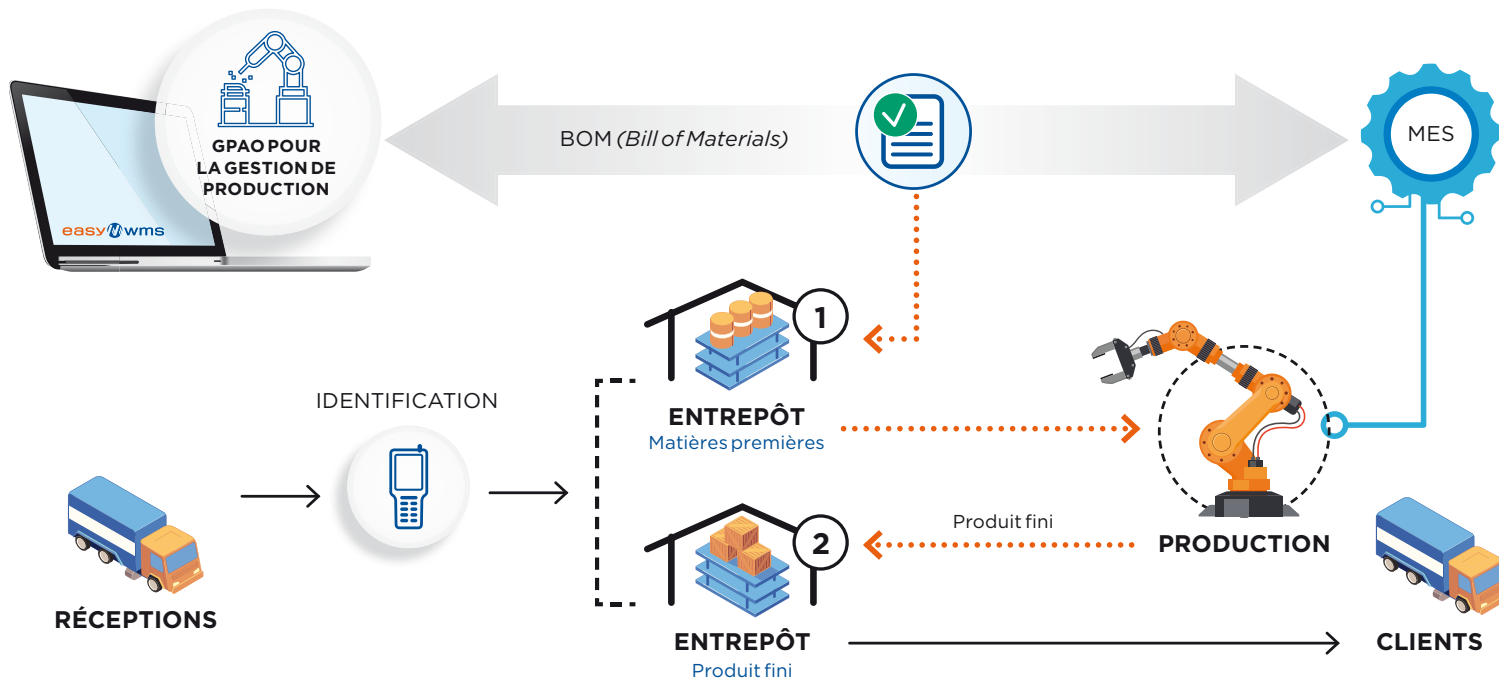 GPAO POUR
LA GESTION DE
PRODUCTION
easy wms
BOM (Bill of Materials)
MES
1
IDENTIFICATION
ENTREPÔT
Matières premières
RÉCEPTIONS
2
Produit fini
PRODUCTION
ENTREPÔT
Produit fini
CLIENTS